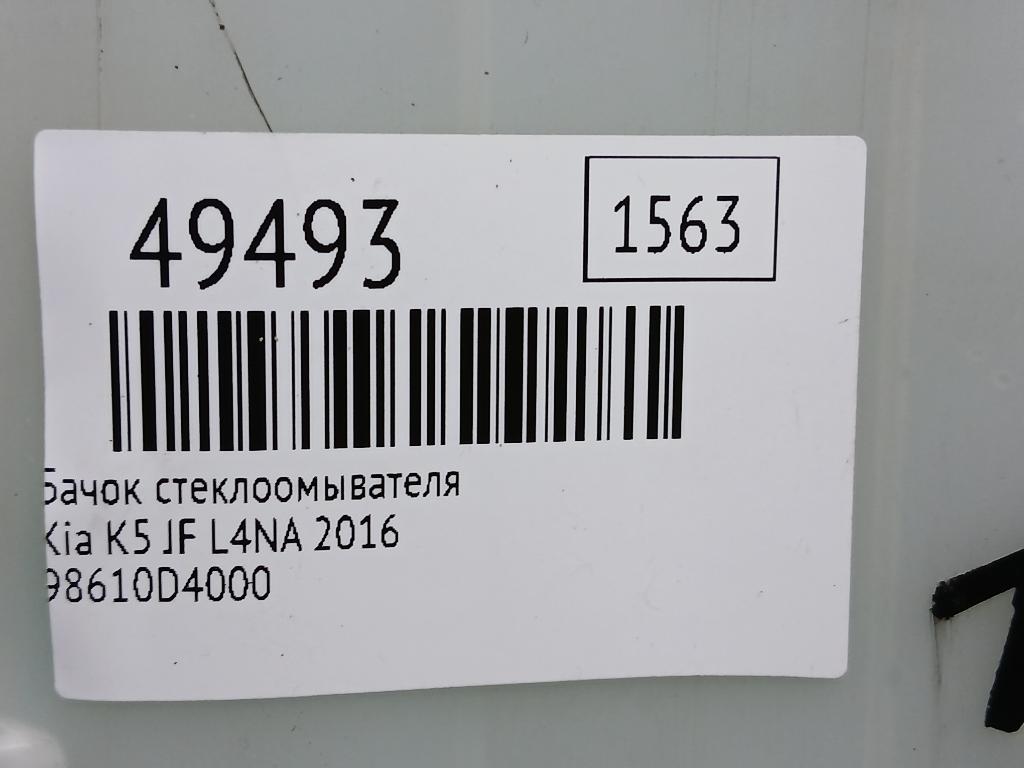 49493
1563
Бачок стеклоомывателя
Kia K5 JF L4NA 2016
98610D4000